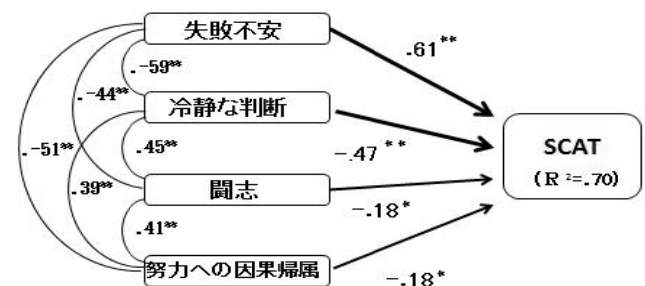 失敗不安
.61**
.-59**
.-44**
冷静な判断
.-51**
.45**
-.47 **
SCAT
(R ²=.70)
.39**
闘志
-.18*
.41**
努力への因果帰属
-.18*